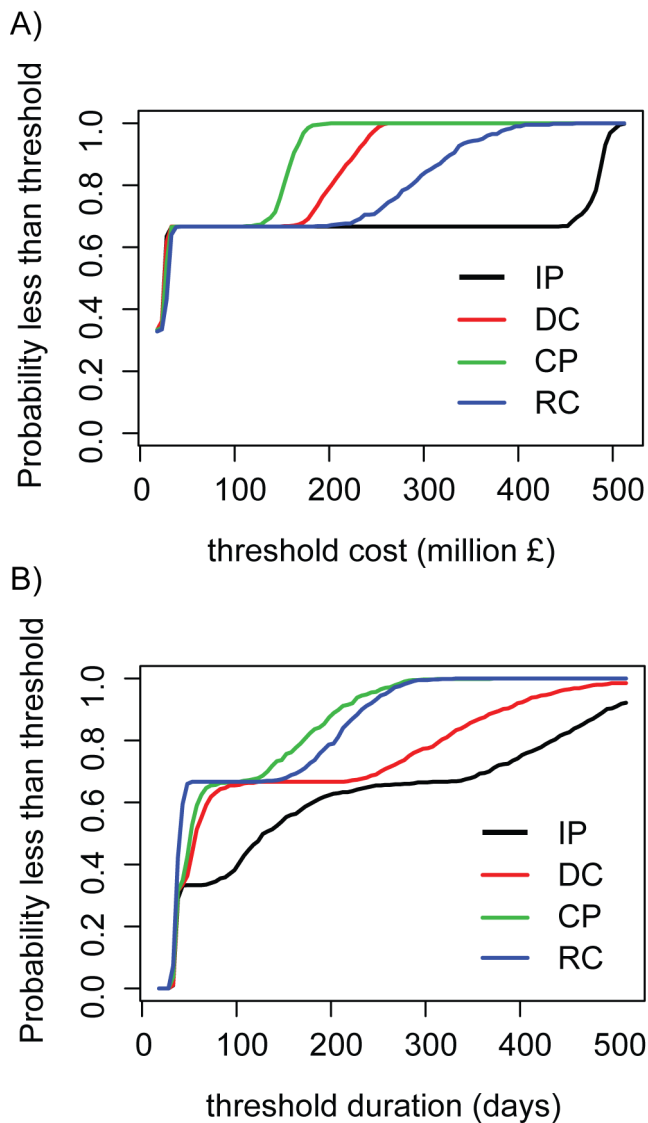 A)
Probability less than threshold
1.0
0.8
0.6
0.4
0.2
0.0
IP
DC
CP
RC
0 100 200 300 400 500
threshold cost (million £)
B)
Probability less than threshold
1.0
0.8
0.6
0.4
0.2
0.0
IP
DC
CP
RC
0 100 200 300 400 500
threshold duration (days)